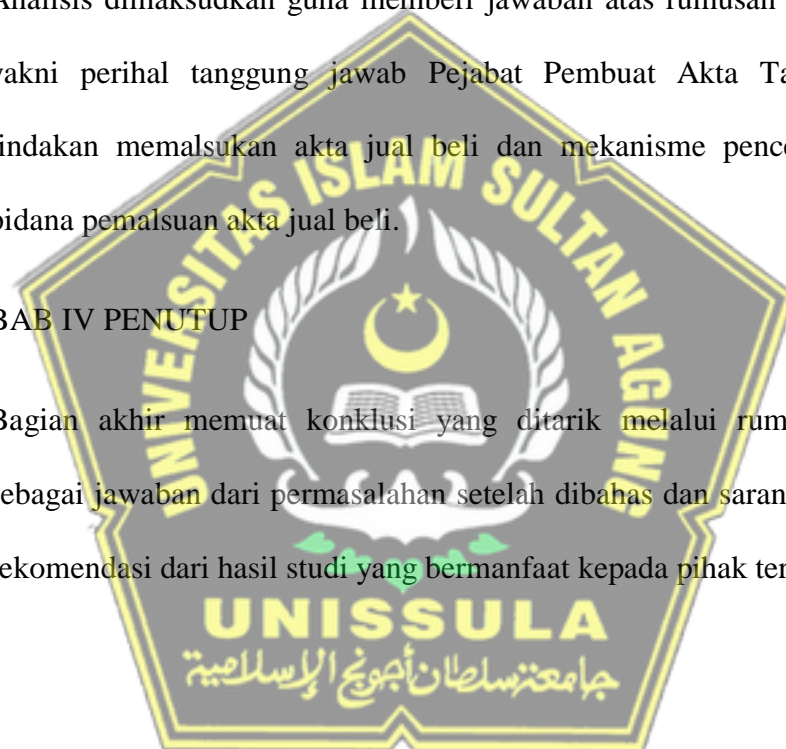 Analisis dimaksudkan guna memberi jawaban atas rumusan
yakni perihal tanggung jawab Pejabat Pembuat Akta Ta
tindakan memalsukan akta jual beli dan mekanisme pence
pidana pemalsuan akta jual beli.
BAB IV PENUTUP
Bagian akhir memuat konklusi yang ditarik melalui rum
sebagai jawaban dari permasalahan setelah dibahas dan saran
rekomendasi dari hasil studi yang bermanfaat kepada pihak ter
UNIVERSITAS ISLAM SULTAN AGUNG
UNISSULA
جامعتنسلطان أجونج الإسلامية